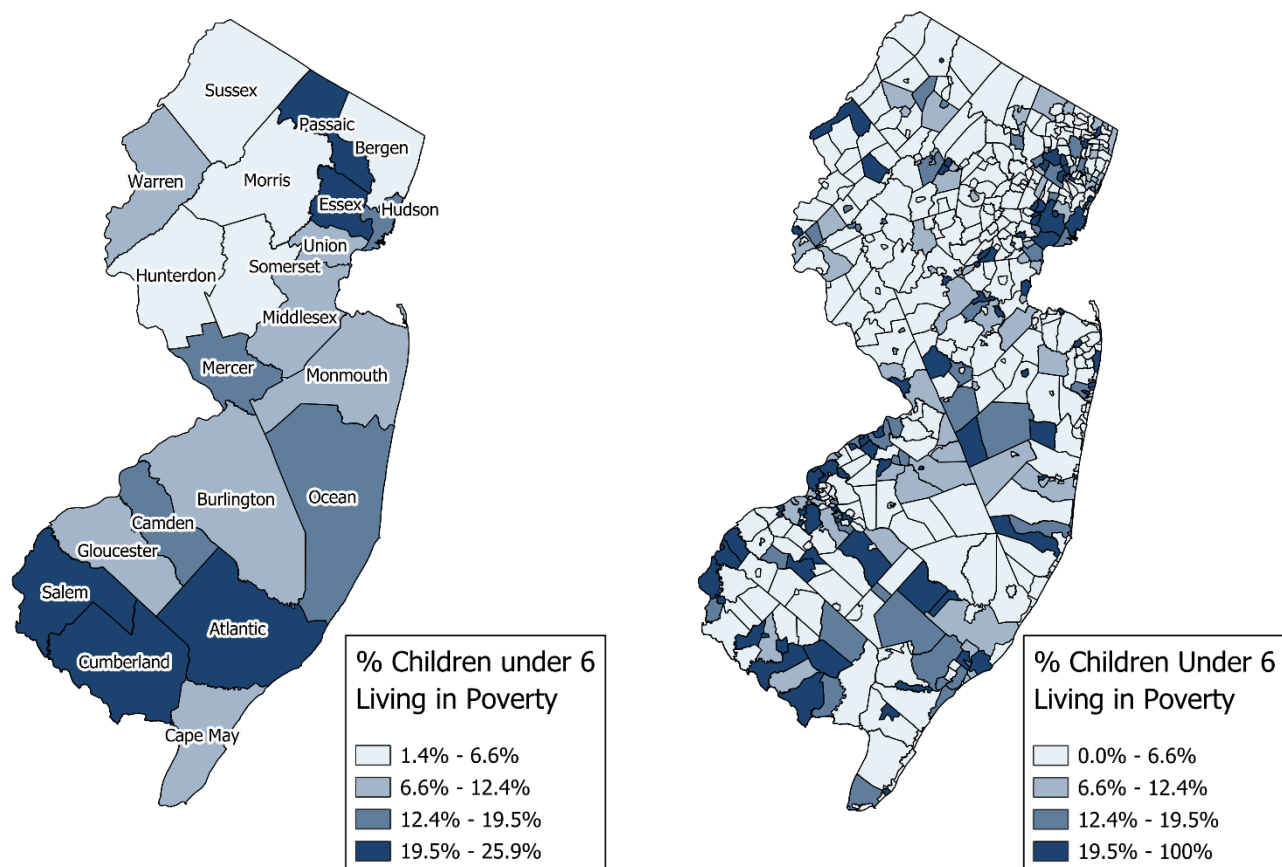 Sussex
Passaic
Bergen
Warren
Morris
Essex
Hudson
Union
Hunterdon
Somerset
Middlesex
Mercer
Monmouth
Burlington
Ocean
Camden
Gloucester
Salem
Atlantic
Cumberland
Cape May
% Children under 6
Living in Poverty
1.4% - 6.6%
6.6% - 12.4%
12.4% - 19.5%
19.5% - 25.9%
% Children Under 6
Living in Poverty
0.0% - 6.6%
6.6% - 12.4%
12.4% - 19.5%
19.5% - 100%